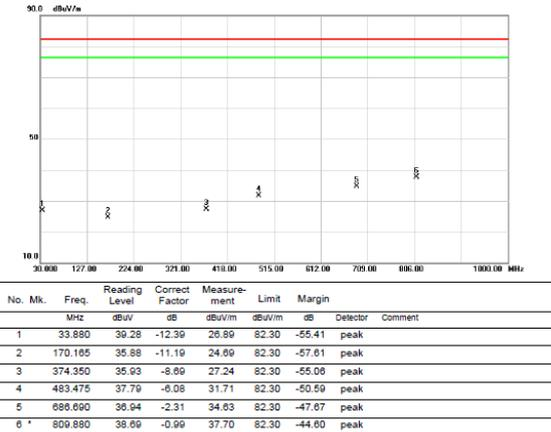 90.0 dBuV/m
50
10.0
1
2
3
4
5
6
30.000 127.00 224.00 321.00 418.00 515.00 612.00 709.00 806.00 1000.00 MHz
No. Mk. Freq. Reading Level Correct Factor Measure-ment Limit Margin
MHz dBuV dBuV/m dBuV/m dB Detector Comment
1 33.880 39.28 -12.39 26.89 82.30 -55.41 peak
2 170.165 35.88 -11.19 24.69 82.30 -57.61 peak
3 374.350 35.93 -8.69 27.24 82.30 -55.06 peak
4 483.475 37.79 -6.08 31.71 82.30 -50.59 peak
5 686.690 36.94 -2.31 34.63 82.30 -47.67 peak
6 * 809.880 38.69 -0.99 37.70 82.30 -44.60 peak